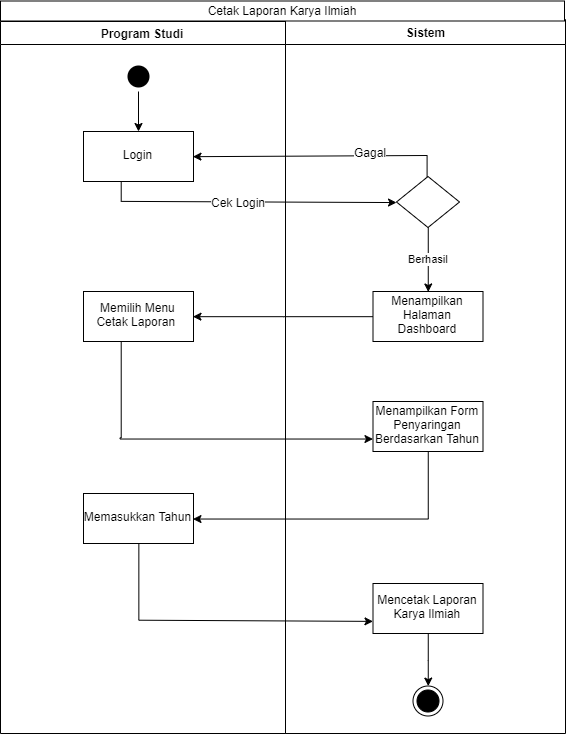 Cetak Laporan Karya Ilmiah
Program Studi
Sistem
Login
Gagal
Cek Login
Berhasil
Menampilkan
Halaman
Dashboard
Memilih Menu
Cetak Laporan
Menampilkan Form
Penyaringan
Berdasarkan Tahun
Memasukkan Tahun
Mencetak Laporan
Karya Ilmiah